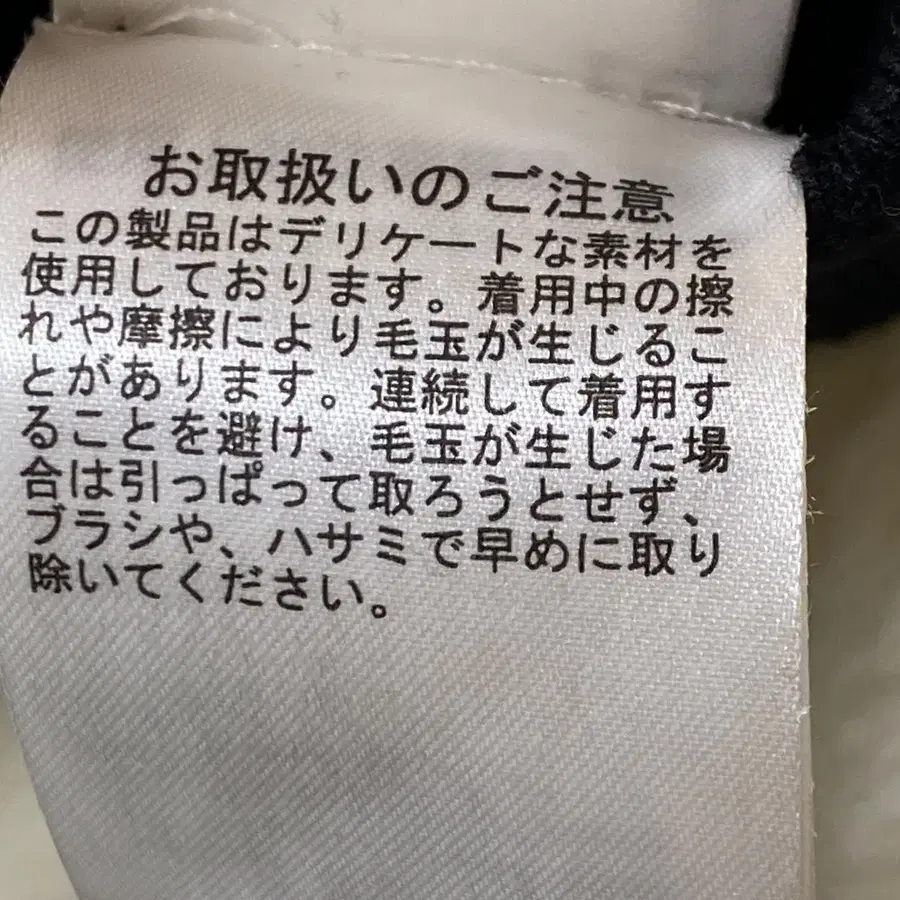 お取扱いのご注意
この製品はデリケートな素材を
使用しております。着用中の擦
れや摩擦により毛玉が生じるこ
とがあります。連続して着用す
ることを避け、毛玉が生じた場
合は引っぱって取ろうとせず、
ブラシや、ハサミで早めに取り
除いてください。